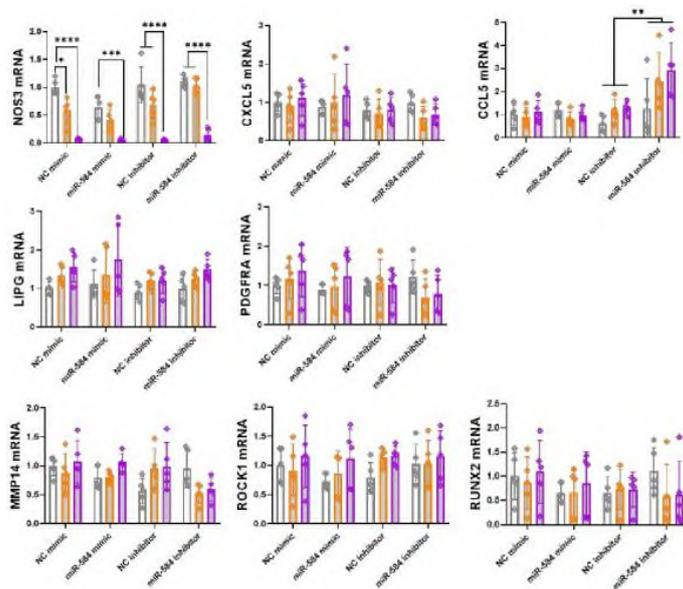 NOS3 mRNA
2.0
1.5
1.0
0.5
0.0
****
*
***
****
****
NC mimic
miR-584 mimic
NC inhibitor
miR-584 inhibitor
CXCL5 mRNA
3
2
1
0
NC mimic
miR-584 mimic
NC inhibitor
miR-584 inhibitor
CCL5 mRNA
6
4
2
0
**
NC mimic
miR-584 mimic
NC inhibitor
miR-584 inhibitor
LIPG mRNA
3
2
1
NC mimic
miR-584 mimic
NC inhibitor
miR-584 inhibitor
PDGFRA mRNA
3
2
1
0
NC mimic
miR-584 mimic
NC inhibitor
miR-584 inhibitor
MMP14 mRNA
2.0
1.5
1.0
0.5
0.0
NC mimic
miR-584 mimic
NC inhibitor
miR-584 inhibitor
ROCK1 mRNA
2.0
1.5
1.0
0.5
0.0
NC mimic
miR-584 mimic
NC inhibitor
miR-584 inhibitor
RUNX2 mRNA
2.5
2.0
1.5
1.0
0.5
0.0
NC mimic
miR-584 mimic
NC inhibitor
miR-584 inhibitor